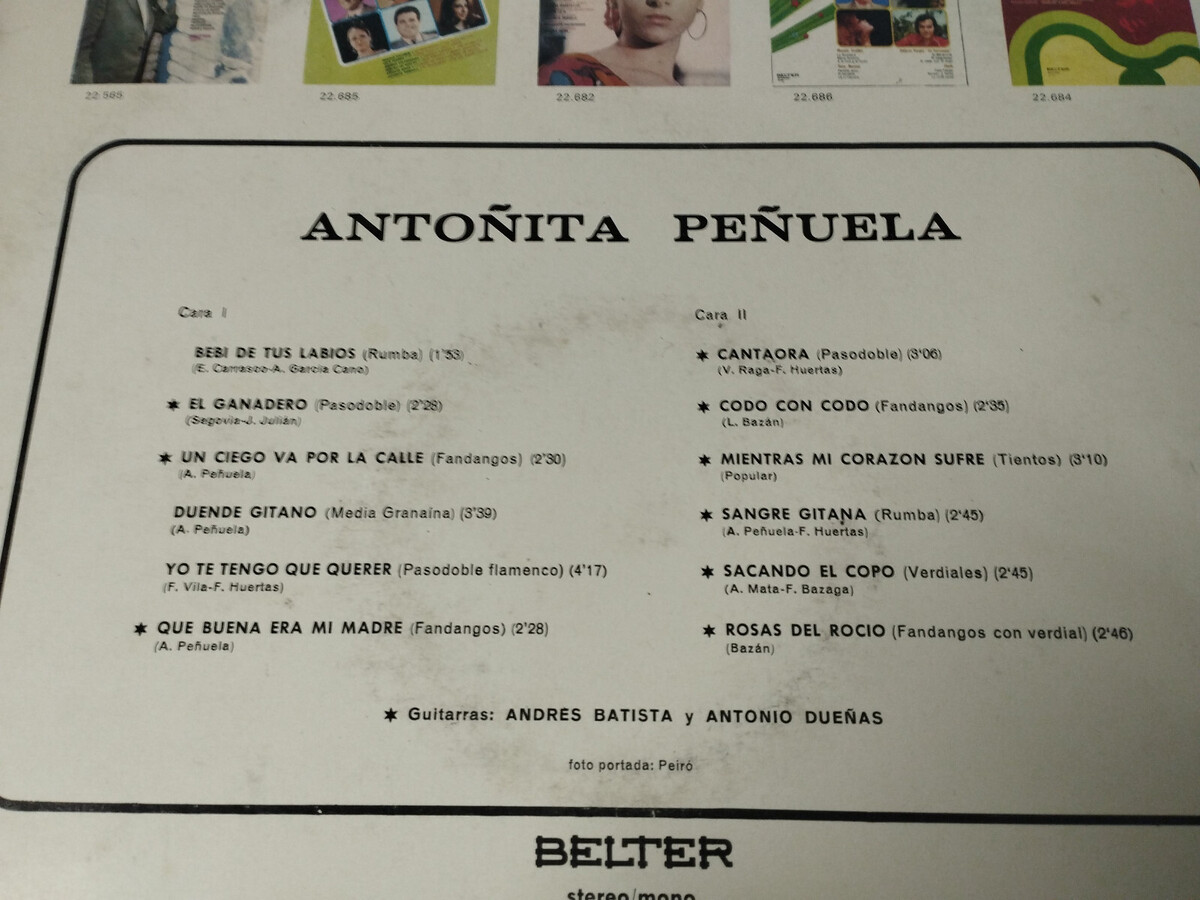 BELTER
22.565
22.685
22.682
22.686
22.684
ANTOÑITA PEÑUELA
Cara I
BEBI DE TUS LABIOS (Rumba) (1'53)
(E. Carrasco-A. García Cano)
★ EL GANADERO (Pasodoble) (2'28)
(Segovia-J. Julián)
★ UN CIEGO VA POR LA CALLE (Fandangos) (2'30)
(A. Peñuela)
DUENDE GITANO (Media Granaína) (3'39)
(A. Peñuela)
YO TE TENGO QUE QUERER (Pasodoble flamenco) (4'17)
(F. Vila-F. Huertas)
★ QUE BUENA ERA MI MADRE (Fandangos) (2'28)
(A. Peñuela)
Cara II
★ CANTAORA (Pasodoble) (3'06)
(V. Raga-F. Huertas)
★ CODO CON CODO (Fandangos) (2'35)
(L. Bazán)
★ MIENTRAS MI CORAZON SUFRE (Tientos) (3'10)
(Popular)
★ SANGRE GITANA (Rumba) (2'45)
(A. Peñuela-F. Huertas)
★ SACANDO EL COPO (Verdiales) (2'45)
(A. Mata-F. Bazaga)
★ ROSAS DEL ROCIO (Fandangos con verdial) (2'46)
(Bazán)
★ Guitarras: ANDRES BATISTA y ANTONIO DUEÑAS
foto portada: Peiró
BELTER
stereo/mono